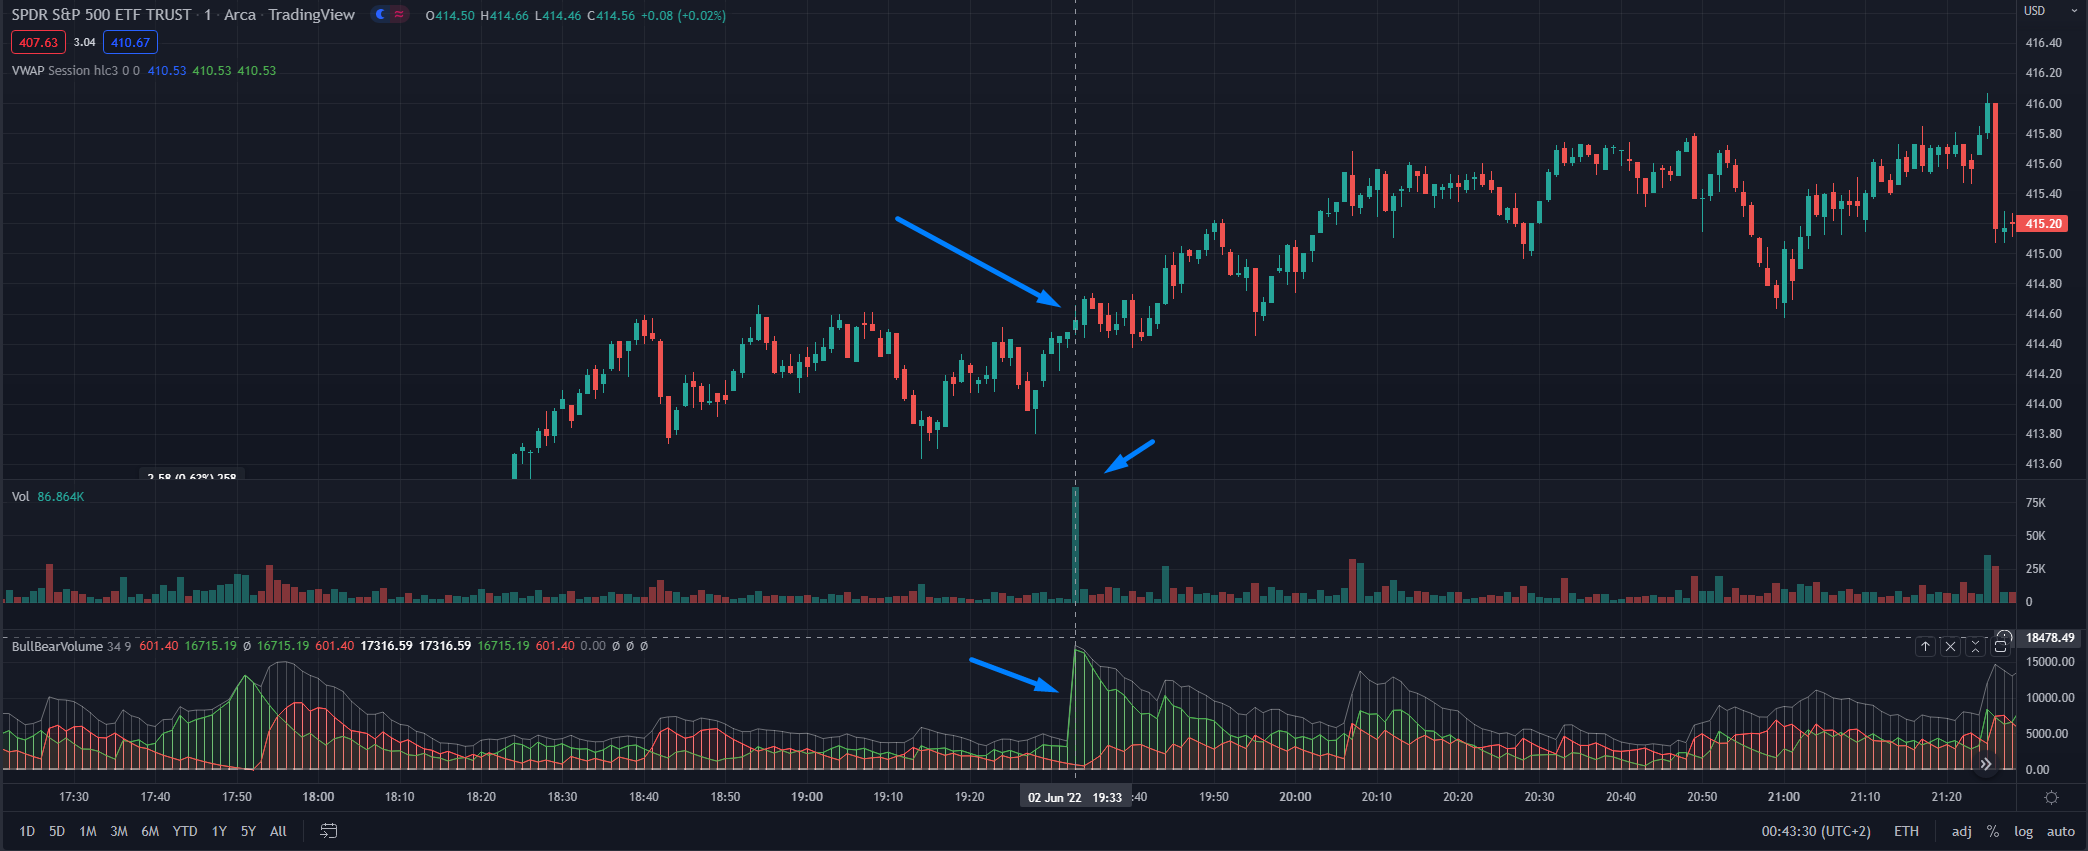 SPDR S&P 500 ETF TRUST · 1 · Arca · TradingView O414.50 H414.66 L414.46 C414.56 +0.08 (+0.02%)
USD
407.63 3.04 410.67
VWAP Session hlc3 0 0 410.53 410.53 410.53
416.40
416.20
416.00
415.80
415.60
415.40
415.20
415.00
414.80
414.60
414.40
414.20
414.00
413.80
413.60
2.58 (0.62%) 258
Vol 86.864K
75K
50K
25K
0
BullBearVolume 34 9 601.40 16715.19 Ø 16715.19 601.40 17316.59 17316.59 16715.19 601.40 0.00 Ø Ø Ø
18478.49
15000.00
10000.00
5000.00
0.00
17:30 17:40 17:50 18:00 18:10 18:20 18:30 18:40 18:50 19:00 19:10 19:20 02 Jun '22 19:33 :40 19:50 20:00 20:10 20:20 20:30 20:40 20:50 21:00 21:10 21:20
1D 5D 1M 3M 6M YTD 1Y 5Y All 00:43:30 (UTC+2) ETH adj % log auto